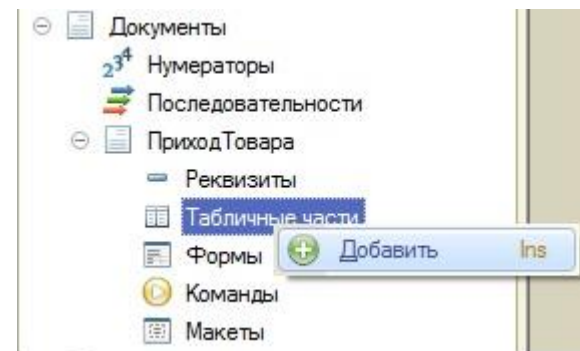 Документы
Нумераторы
Последовательности
ПриходТовара
Реквизиты
Табличные части
Формы
Добавить Ins
Команды
Макеты